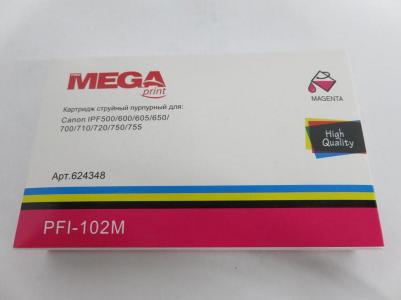 MEGA
print
MAGENTA
Картридж струйный пурпурный для:
Canon IPF500/600/605/650/
700/710/720/750/755
High
Quality
Арт.624348
PFI-102M